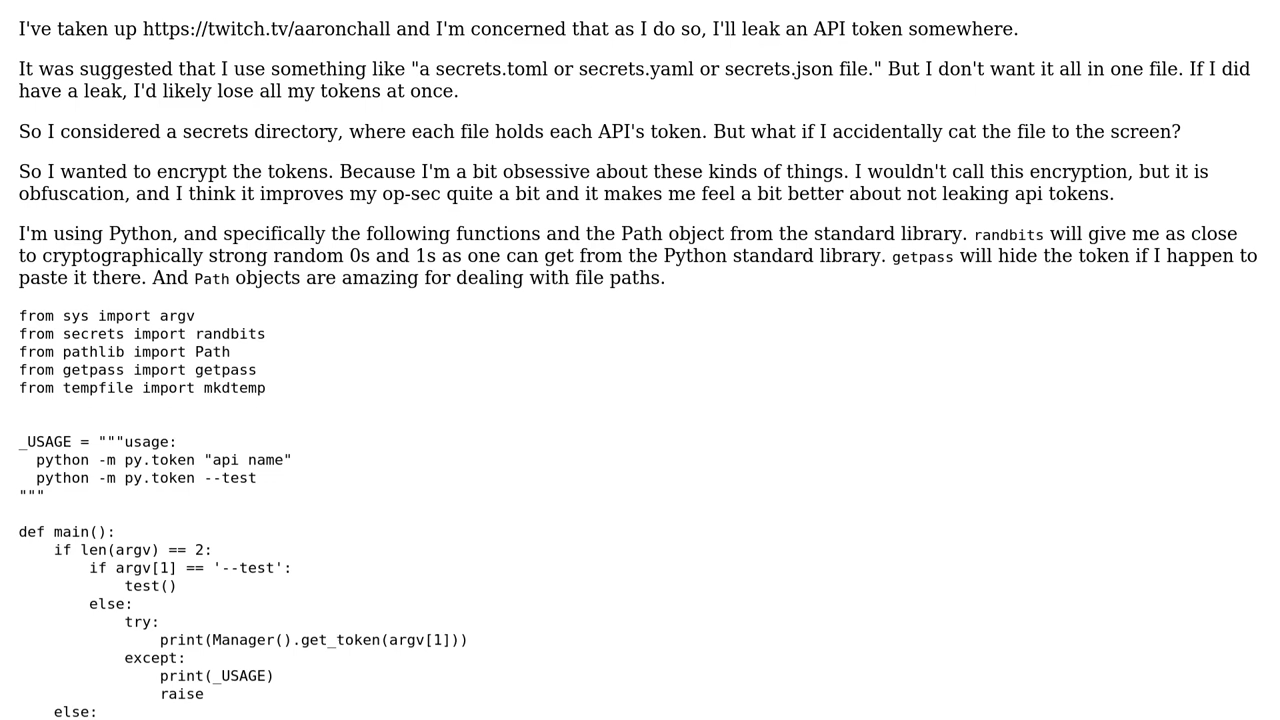 I've taken up https://twitch.tv/aaronchall and I'm concerned that as I do so, I'll leak an API token somewhere.
It was suggested that I use something like "a secrets.toml or secrets.yaml or secrets.json file." But I don't want it all in one file. If I did
have a leak, I'd likely lose all my tokens at once.
So I considered a secrets directory, where each file holds each API's token. But what if I accidentally cat the file to the screen?
So I wanted to encrypt the tokens. Because I'm a bit obsessive about these kinds of things. I wouldn't call this encryption, but it is
obfuscation, and I think it improves my op-sec quite a bit and it makes me feel a bit better about not leaking api tokens.
I'm using Python, and specifically the following functions and the Path object from the standard library. randbits will give me as close
to cryptographically strong random 0s and 1s as one can get from the Python standard library. getpass will hide the token if I happen to
paste it there. And Path objects are amazing for dealing with file paths.
from sys import argv
from secrets import randbits
from pathlib import Path
from getpass import getpass
from tempfile import mkdtemp
_USAGE = """usage:
  python -m py.token "api name"
  python -m py.token --test
"""
def main():
    if len(argv) == 2:
        if argv[1] == '--test':
            test()
        else:
            try:
                print(Manager().get_token(argv[1]))
            except:
                print(_USAGE)
                raise
    else: